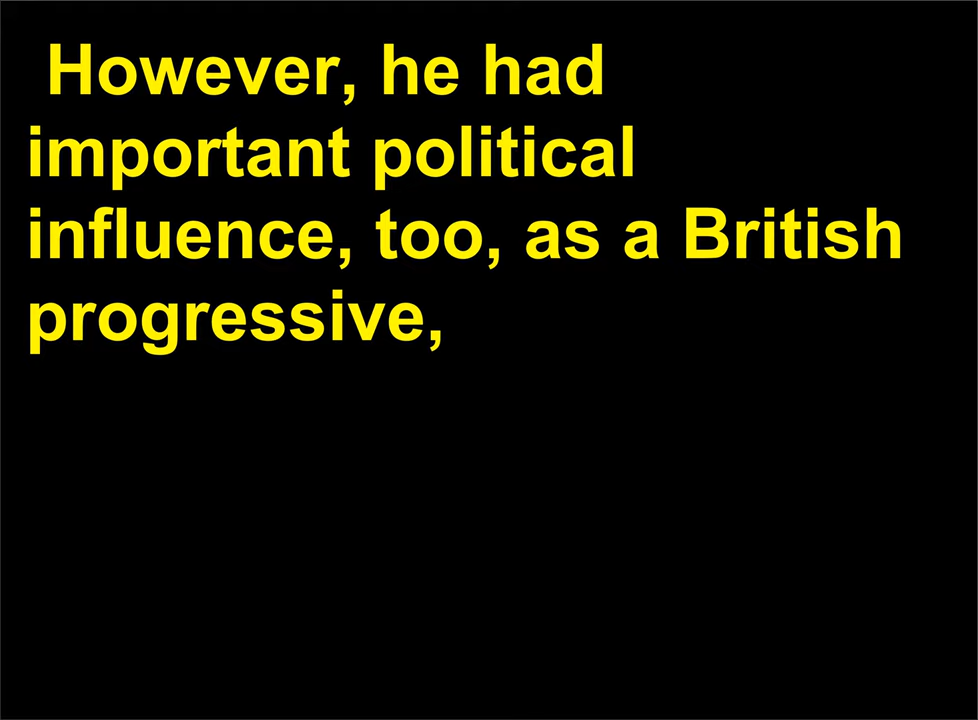 However, he had
important political
influence, too, as a British
progressive,